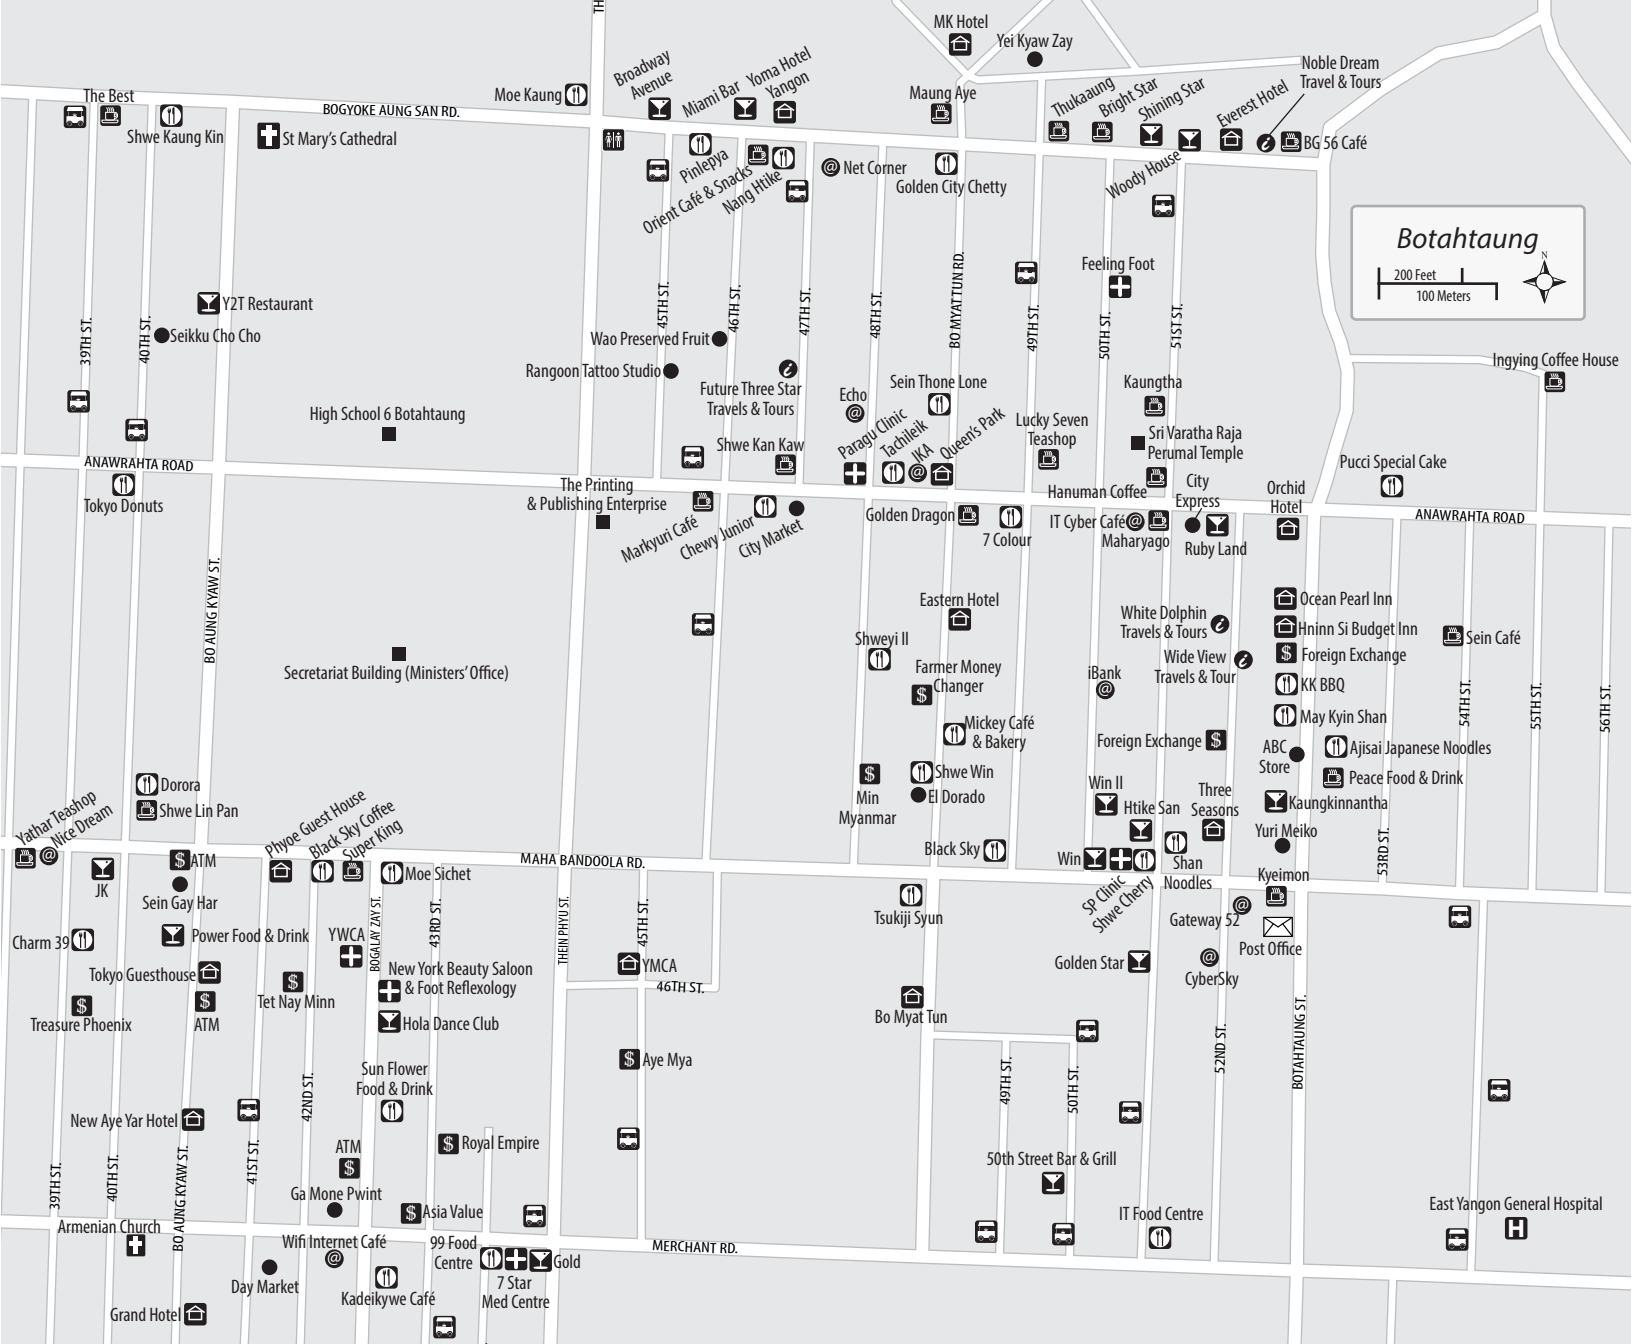 TH
MK Hotel
Yei Kyaw Zay
Noble Dream
Travel & Tours
Broadway
Avenue
Miami Bar
Yoma Hotel
Yangon
Moe Kaung
The Best
BOGYOKE AUNG SAN RD.
Maung Aye
Thukaaung
Bright Star
Shining Star
Everest Hotel
BG 56 Café
Shwe Kaung Kin
St Mary's Cathedral
Pinlepya
Orient Café & Snacks
Nang Htike
@ Net Corner
Golden City Chetty
Woody House
Botahtaung
N
200 Feet
100 Meters
Feeling Foot
Y2T Restaurant
Seikku Cho Cho
39TH ST.
40TH ST.
45TH ST.
46TH ST.
47TH ST.
48TH ST.
BO MYAT TUN RD.
49TH ST.
50TH ST.
51ST ST.
Wao Preserved Fruit
Rangoon Tattoo Studio
Future Three Star
Travels & Tours
Echo
@
Sein Thone Lone
Kaungtha
Ingying Coffee House
High School 6 Botahtaung
Shwe Kan Kaw
Paragu Clinic
Tachileik
JKA
@
Queen's Park
Lucky Seven
Teashop
Sri Varatha Raja
Perumal Temple
Pucci Special Cake
ANAWRAHTA ROAD
Tokyo Donuts
The Printing
& Publishing Enterprise
Markyuri Café
Chewy Junior
City Market
Golden Dragon
7 Colour
Hanuman Coffee
IT Cyber Café @
Maharyago
City
Express
Ruby Land
Orchid
Hotel
ANAWRAHTA ROAD
BO AUNG KYAW ST.
Secretariat Building (Ministers' Office)
Eastern Hotel
Shweyi II
Farmer Money
Changer
$
Mickey Café
& Bakery
Shwe Win
El Dorado
$
Min
Myanmar
White Dolphin
Travels & Tours
Wide View
Travels & Tour
iBank
@
Foreign Exchange $
Ocean Pearl Inn
Hninn Si Budget Inn
$ Foreign Exchange
KK BBQ
May Kyin Shan
ABC
Store
Ajisai Japanese Noodles
Peace Food & Drink
Kaungkinnantha
Yuri Meiko
Kyeimon
Sein Café
54TH ST.
55TH ST.
56TH ST.
53RD ST.
Win II
Htike San
Three
Seasons
Win
SP Clinic
Shwe Cherry
Shan
Noodles
Black Sky
Dorora
Shwe Lin Pan
Yathar Teashop
Nice Dream
@
JK
$ ATM
Sein Gay Har
Phyoe Guest House
Black Sky Coffee
Super King
Moe Sichet
MAHA BANDOOLA RD.
Tsukiji Syun
Gateway 52
@
Post Office
Charm 39
Power Food & Drink
YWCA
BOGALAY ZAY ST.
43RD ST.
THEIN PHYU ST.
45TH ST.
Golden Star
@
CyberSky
Tokyo Guesthouse
$
ATM
$
Tet Nay Minn
$
Treasure Phoenix
New York Beauty Saloon
& Foot Reflexology
YMCA
46TH ST.
Bo Myat Tun
Hola Dance Club
$ Aye Mya
Sun Flower
Food & Drink
52ND ST.
BOTAHTAUNG ST.
49TH ST.
50TH ST.
42ND ST.
New Aye Yar Hotel
41ST ST.
ATM
$
$ Royal Empire
50th Street Bar & Grill
39TH ST.
40TH ST.
BO AUNG KYAW ST.
Ga Mone Pwint
$ Asia Value
IT Food Centre
East Yangon General Hospital
H
Armenian Church
Wifi Internet Café
@
99 Food
Centre
Gold
7 Star
Med Centre
MERCHANT RD.
Day Market
Kadeikywe Café
Grand Hotel